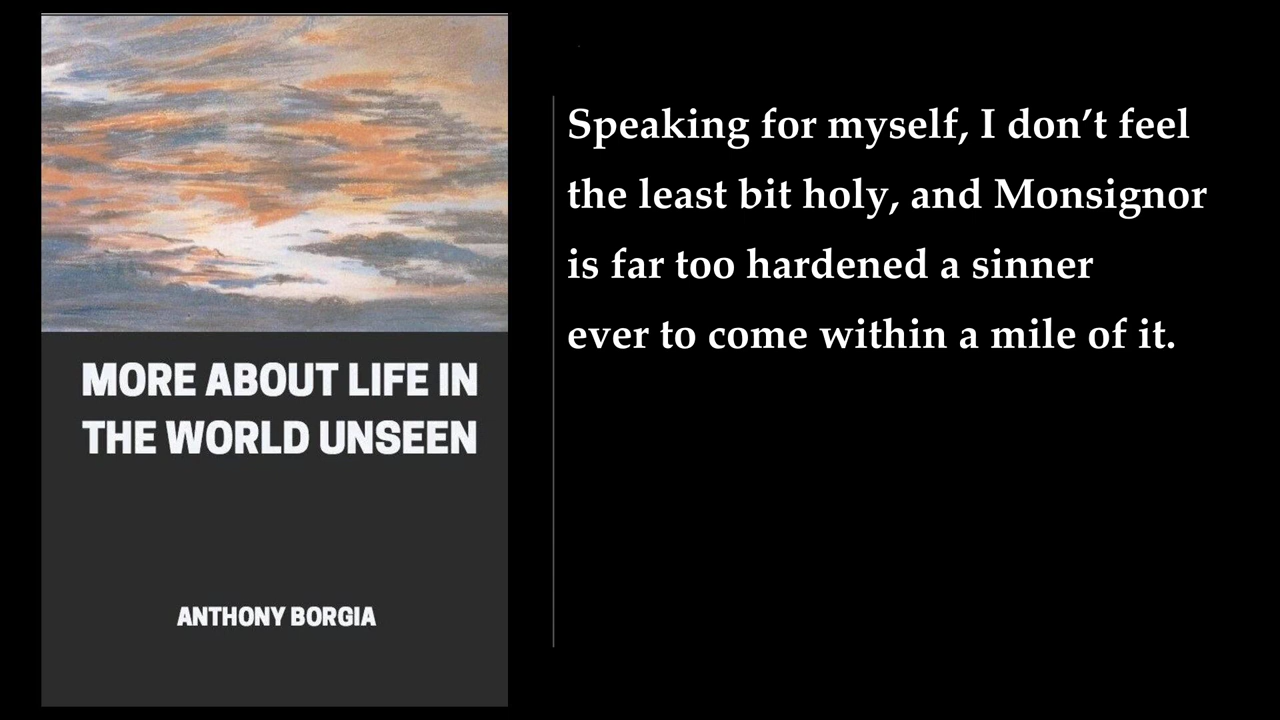 MORE ABOUT LIFE IN
THE WORLD UNSEEN
ANTHONY BORGIA
Speaking for myself, I don’t feel
the least bit holy, and Monsignor
is far too hardened a sinner
ever to come within a mile of it.